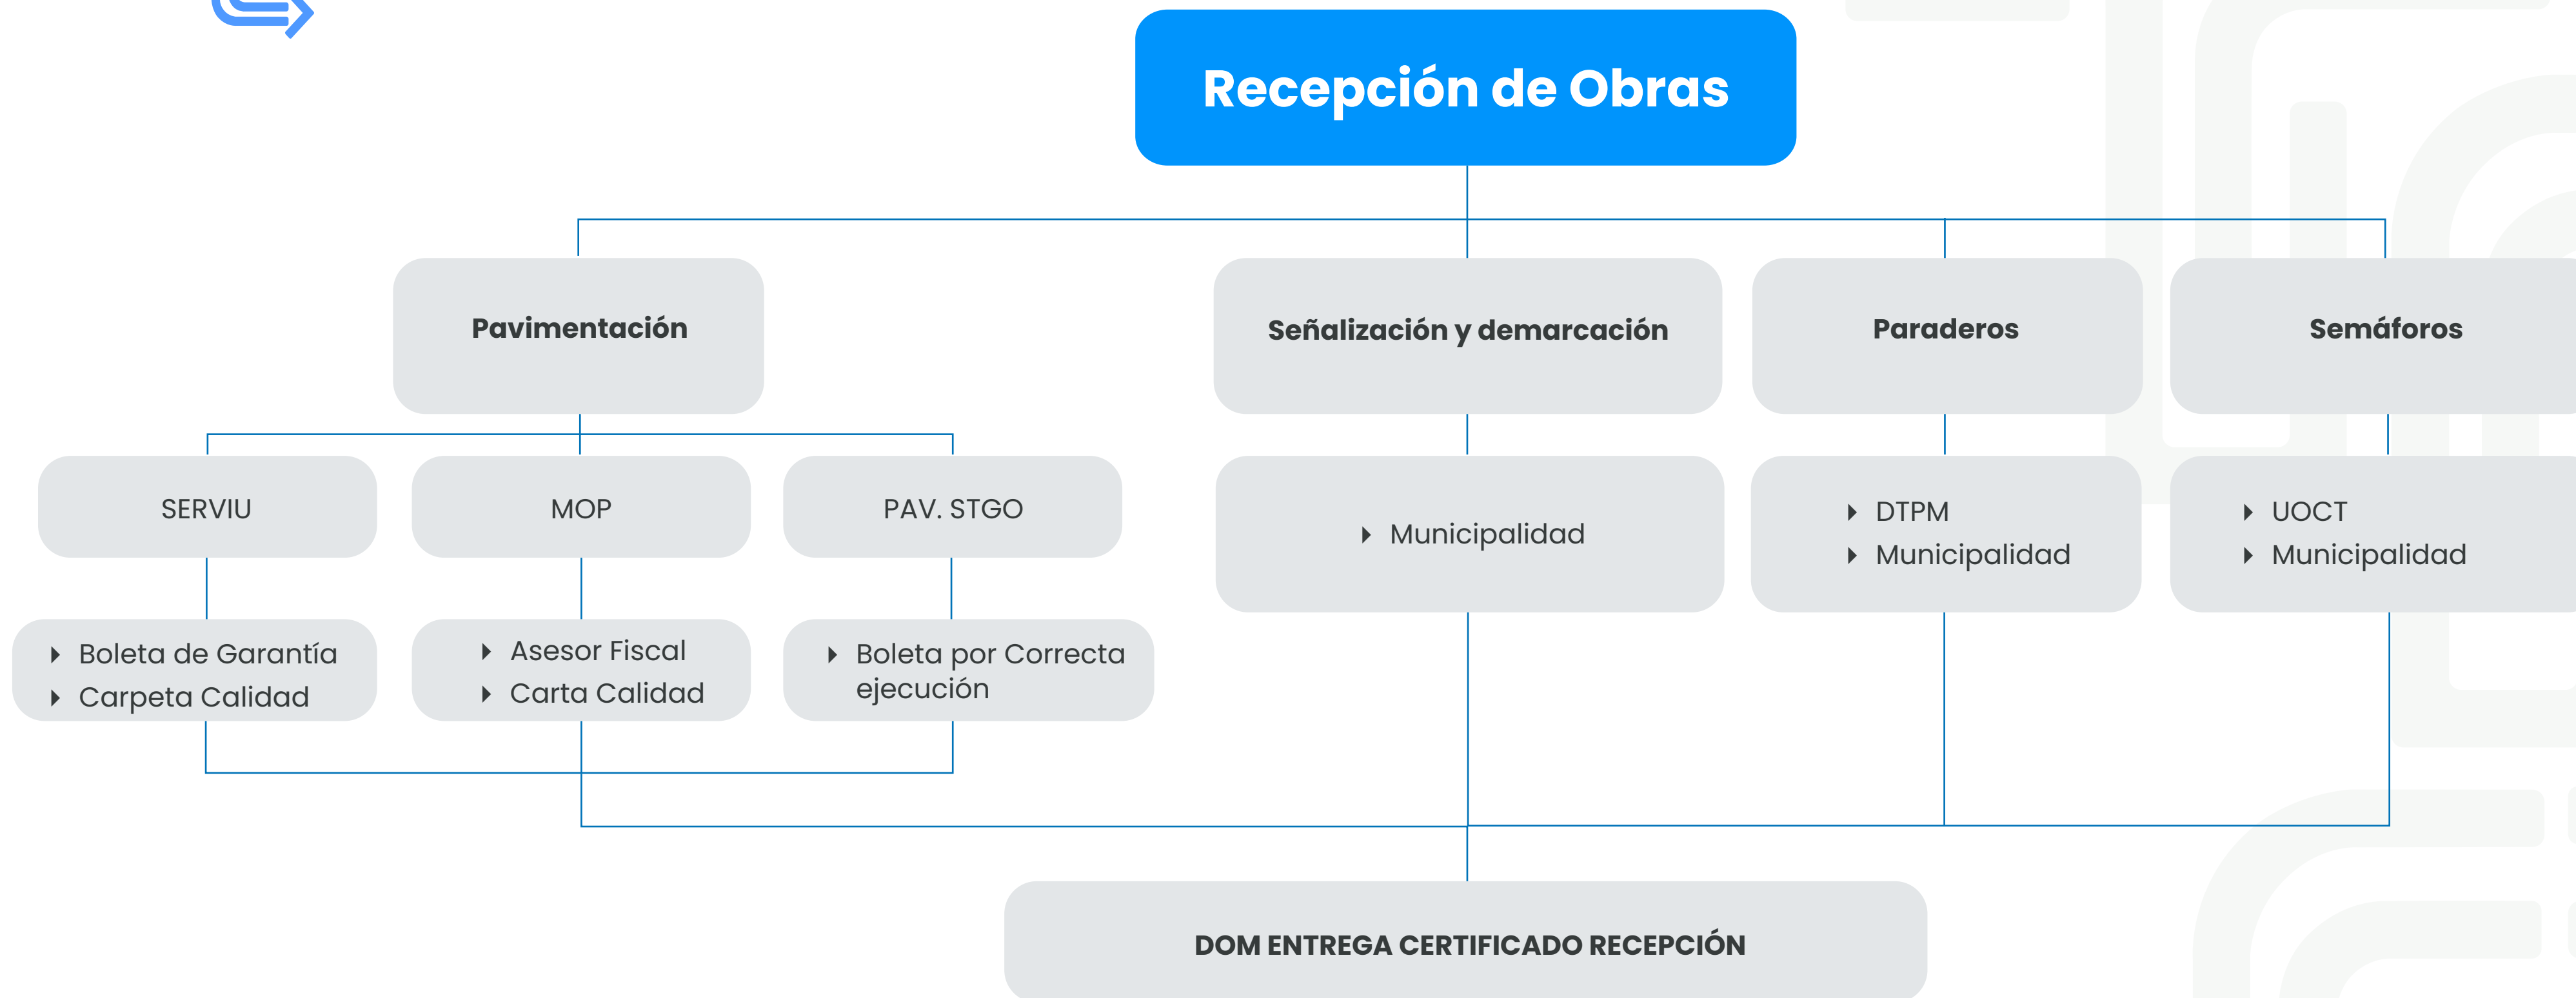 Recepción de Obras
Pavimentación
Señalización y demarcación
Paraderos
Semáforos
SERVIU
MOP
PAV. STGO
Municipalidad
DTPM
Municipalidad
UOCT
Municipalidad
Boleta de Garantía
Carpeta Calidad
Asesor Fiscal
Carta Calidad
Boleta por Correcta
ejecución
DOM ENTREGA CERTIFICADO RECEPCIÓN